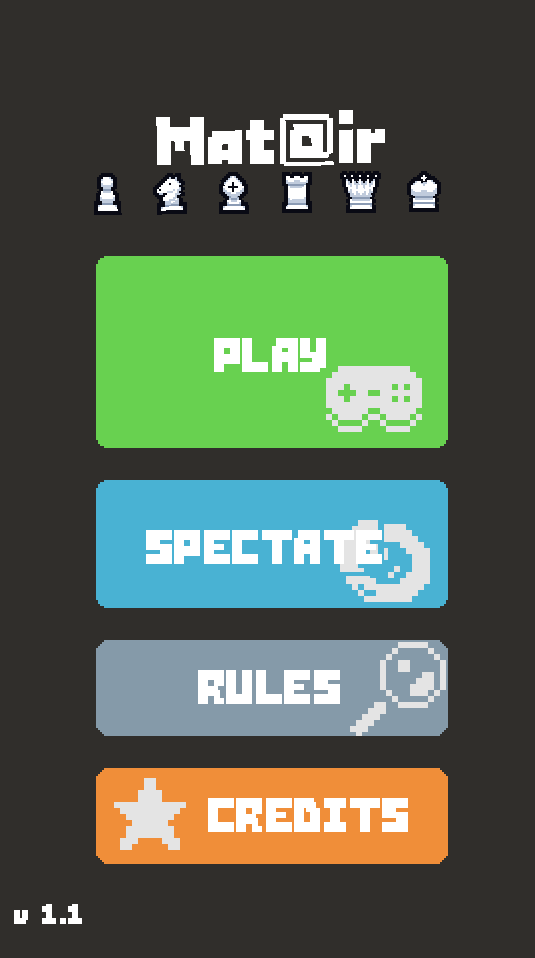 Mat@ir
PLAY
SPECTATE
RULES
CREDITS
v 1.1